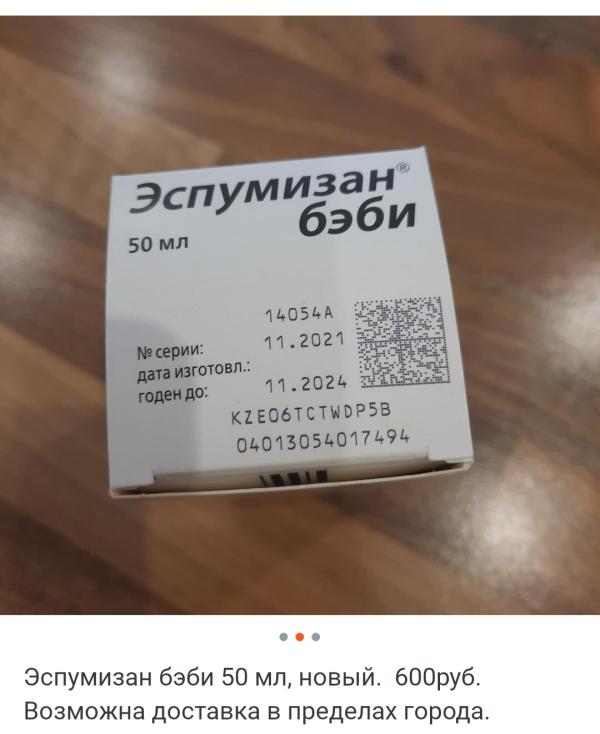 Эспумизан®
бэби
50 мл
№ серии: 14054A
дата изготовл.: 11.2021
годен до: 11.2024
KZE06TCTWDP5B
04013054017494
Эспумизан бэби 50 мл, новый. 600руб.
Возможна доставка в пределах города.